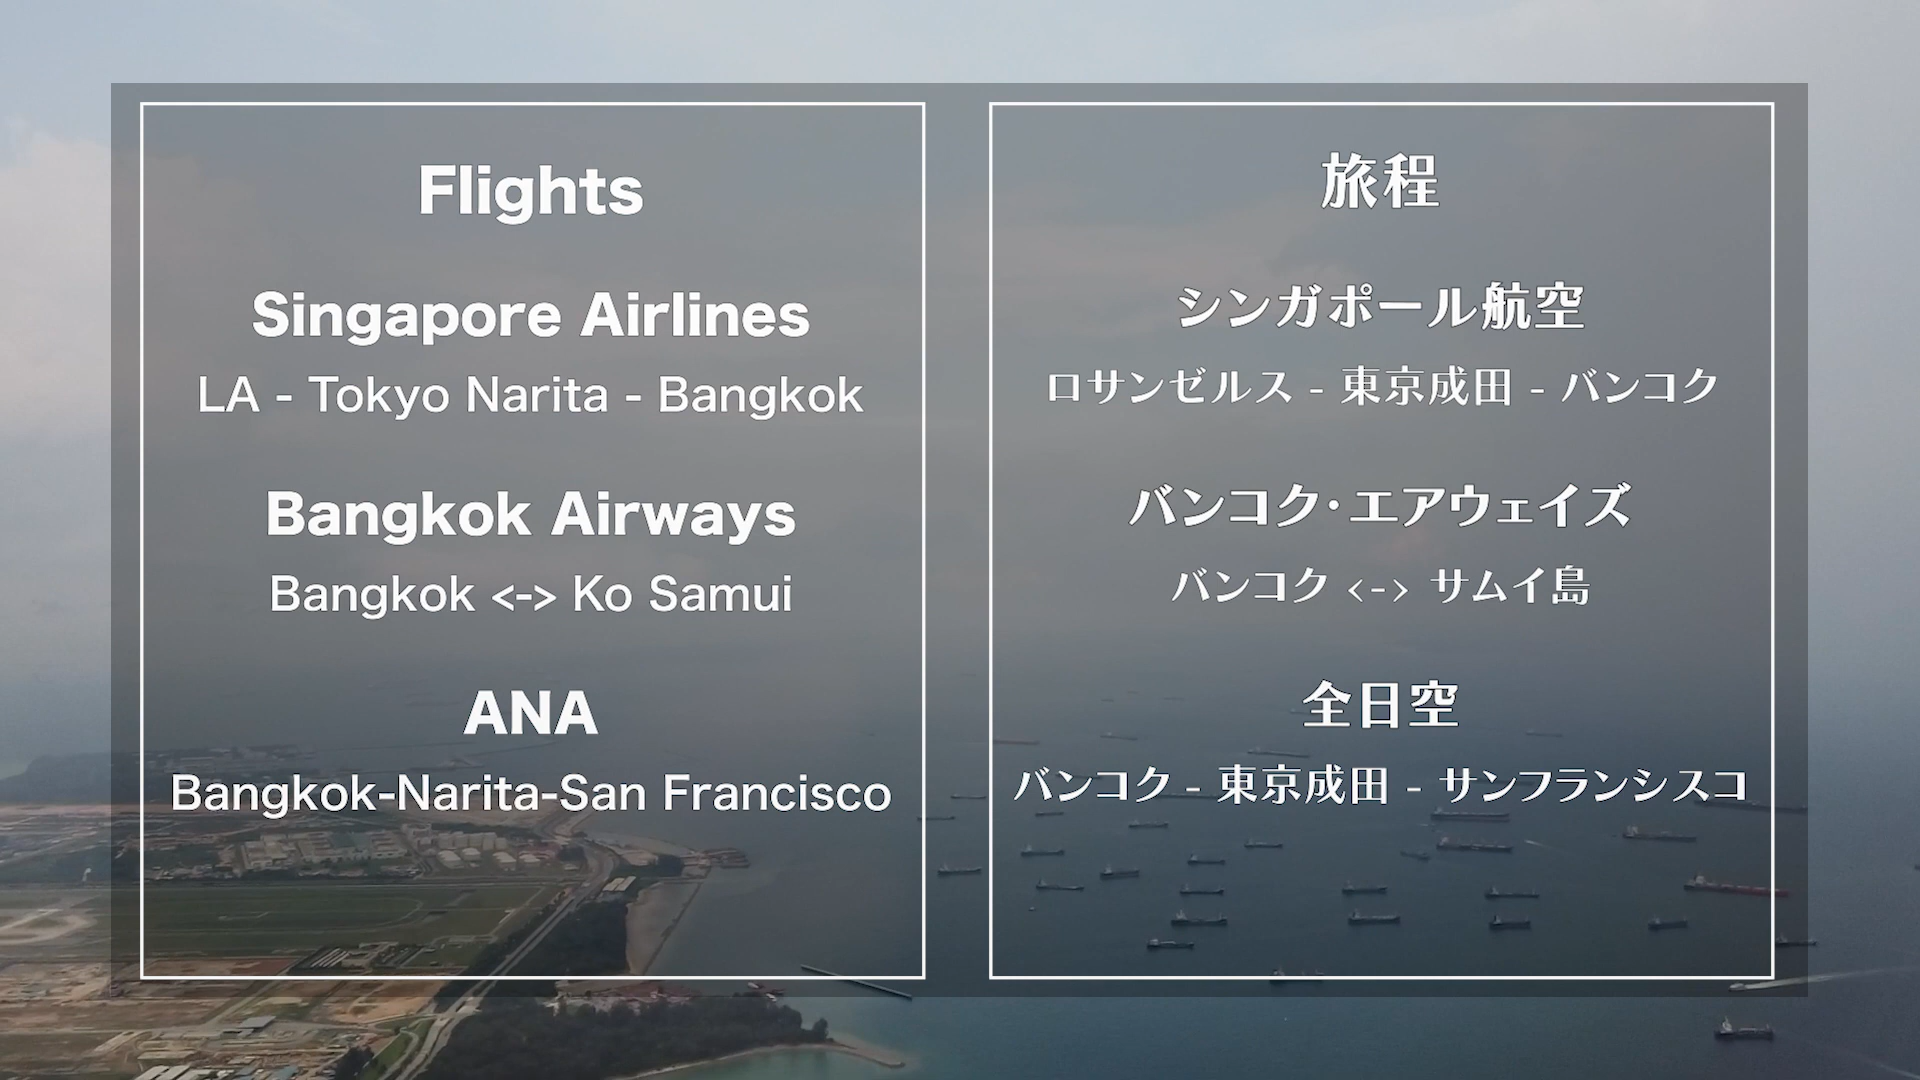 Flights
Singapore Airlines
LA - Tokyo Narita - Bangkok
Bangkok Airways
Bangkok <-> Ko Samui
ANA
Bangkok-Narita-San Francisco
旅程
シンガポール航空
ロサンゼルス - 東京成田 - バンコク
バンコク・エアウェイズ
バンコク <-> サムイ島
全日空
バンコク - 東京成田 - サンフランシスコ